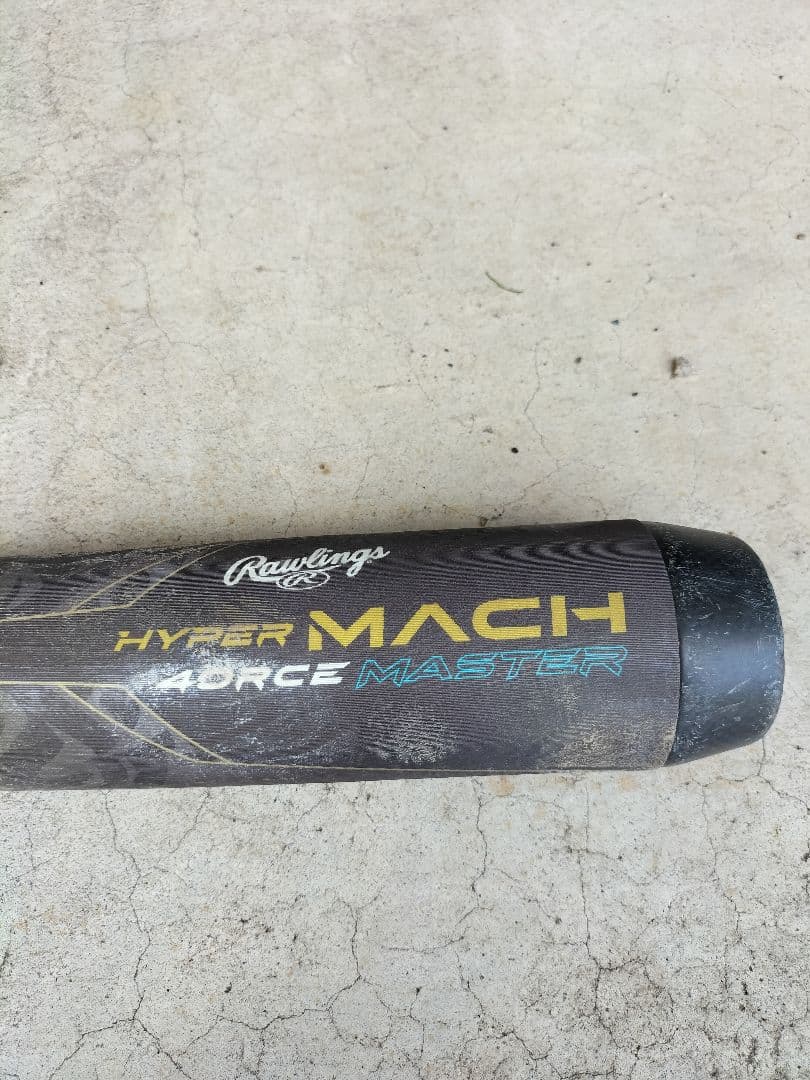 Rawlings
R
HYPER MACH
4ORCE MASTER